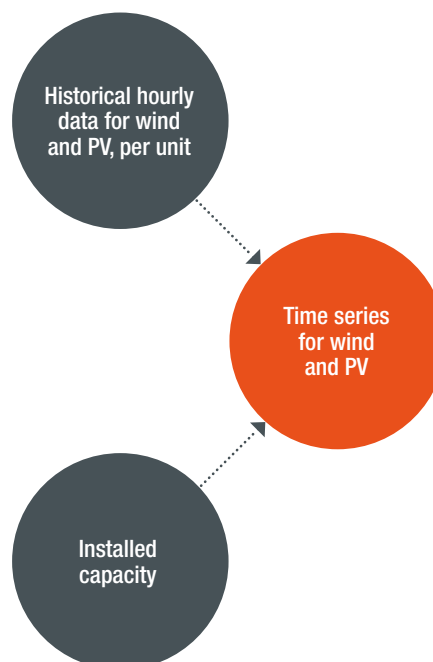 Historical hourly
data for wind
and PV, per unit
Time series
for wind
and PV
Installed
capacity